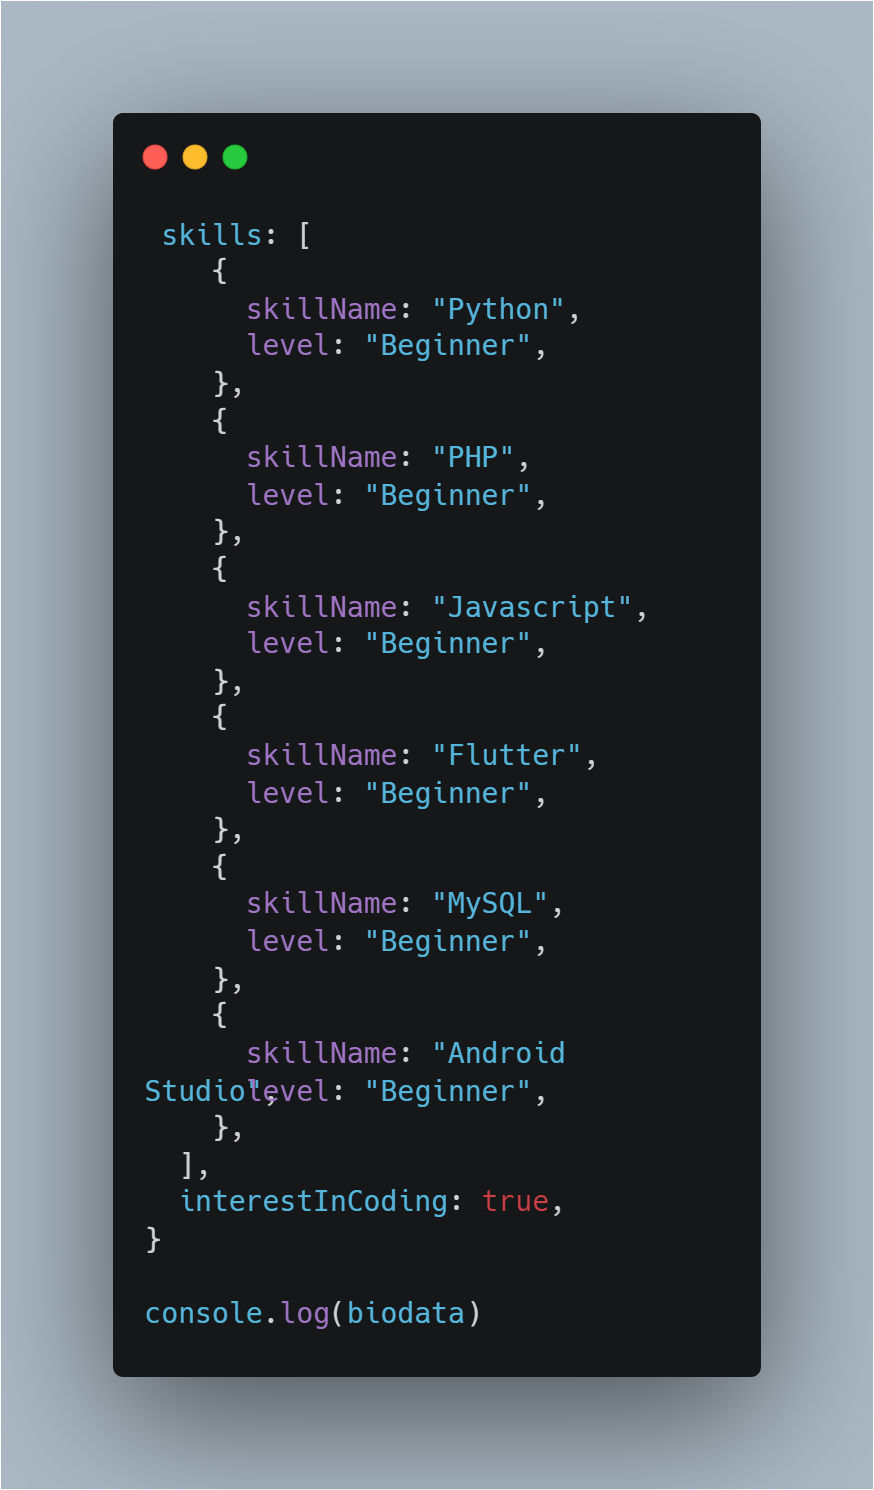 skills: [
{
skillName: "Python",
level: "Beginner",
},
{
skillName: "PHP",
level: "Beginner",
},
{
skillName: "Javascript",
level: "Beginner",
},
{
skillName: "Flutter",
level: "Beginner",
},
{
skillName: "MySQL",
level: "Beginner",
},
{
skillName: "Android
Studio",
level: "Beginner",
},
],
interestInCoding: true,
}
console.log(biodata)